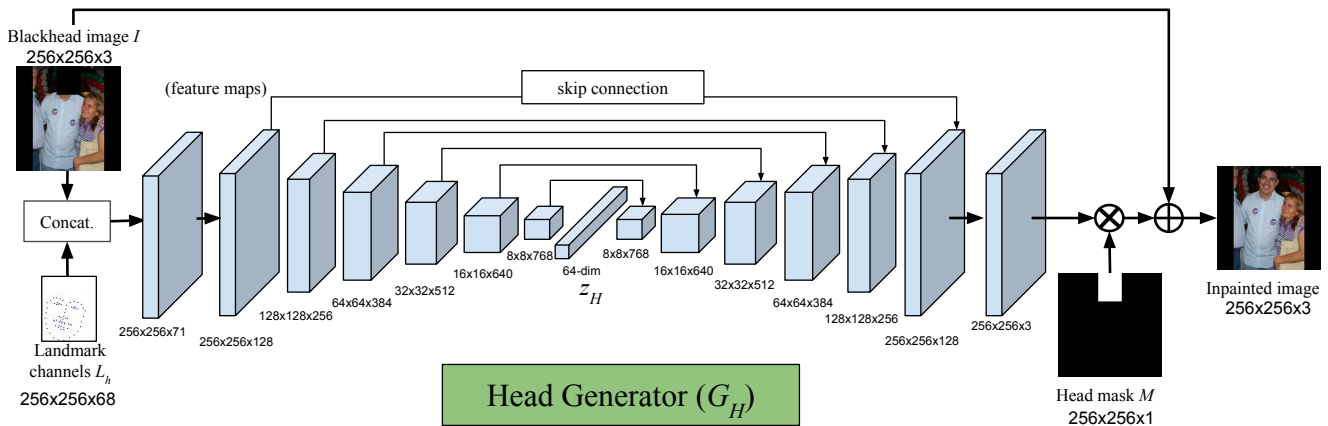 Blackhead image I
256x256x3
(feature maps)
skip connection
Concat.
Landmark
channels L_h
256x256x68
256x256x71
256x256x128
128x128x256
64x64x384
32x32x512
16x16x640
8x8x768
64-dim
z_H
8x8x768
16x16x640
32x32x512
64x64x384
128x128x256
256x256x128
256x256x3
Head mask M
256x256x1
Inpainted image
256x256x3
Head Generator (G_H)